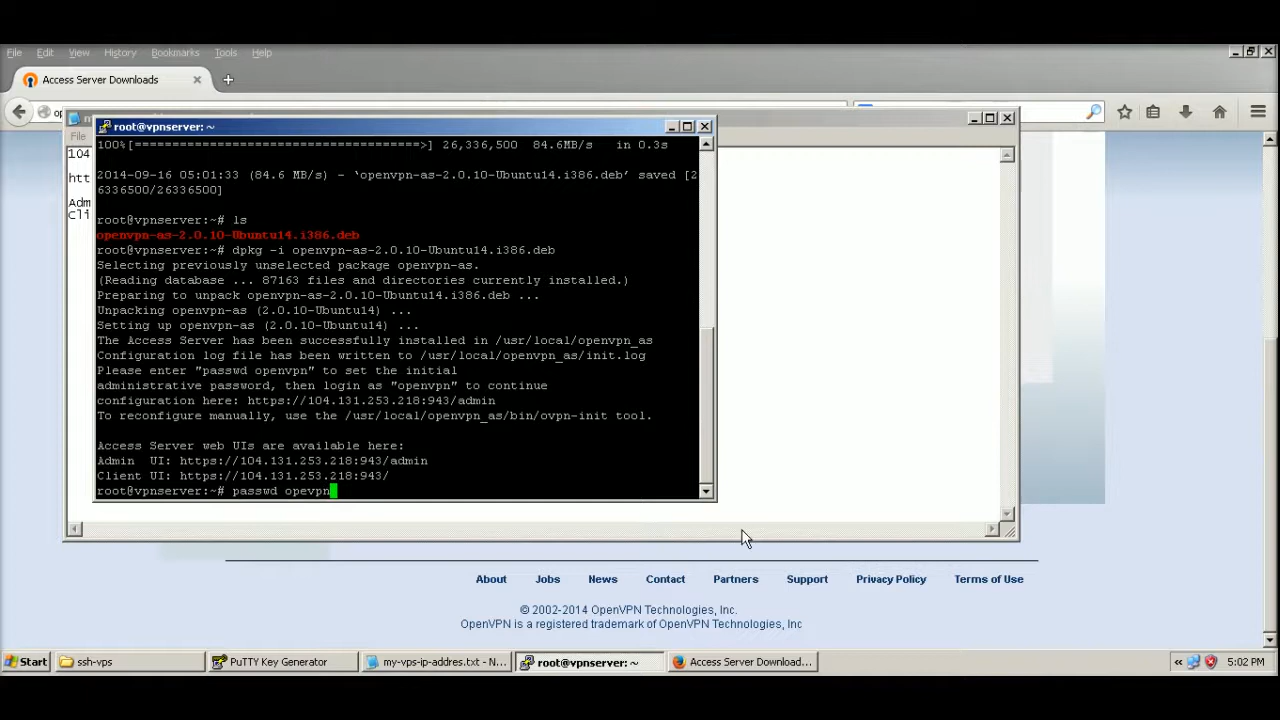 File Edit View History Bookmarks Tools Help
Access Server Downloads
op
root@vpnserver: ~
File
104
htt
Adm
Cli
100%[======================================>] 26,336,500 84.6MB/s in 0.3s
2014-09-16 05:01:33 (84.6 MB/s) - ‘openvpn-as-2.0.10-Ubuntu14.i386.deb’ saved [2
6336500/26336500]
root@vpnserver:~# ls
openvpn-as-2.0.10-Ubuntu14.i386.deb
root@vpnserver:~# dpkg -i openvpn-as-2.0.10-Ubuntu14.i386.deb
Selecting previously unselected package openvpn-as.
(Reading database ... 87163 files and directories currently installed.)
Preparing to unpack openvpn-as-2.0.10-Ubuntu14.i386.deb ...
Unpacking openvpn-as (2.0.10-Ubuntu14) ...
Setting up openvpn-as (2.0.10-Ubuntu14) ...
The Access Server has been successfully installed in /usr/local/openvpn_as
Configuration log file has been written to /usr/local/openvpn_as/init.log
Please enter "passwd openvpn" to set the initial
administrative password, then login as "openvpn" to continue
configuration here: https://104.131.253.218:943/admin
To reconfigure manually, use the /usr/local/openvpn_as/bin/ovpn-init tool.
Access Server web UIs are available here:
Admin UI: https://104.131.253.218:943/admin
Client UI: https://104.131.253.218:943/
root@vpnserver:~# passwd opevpn
About Jobs News Contact Partners Support Privacy Policy Terms of Use
© 2002-2014 OpenVPN Technologies, Inc.
OpenVPN is a registered trademark of OpenVPN Technologies, Inc
Start ssh-vps PuTTY Key Generator my-vps-ip-addres.txt - N... root@vpnserver: ~ Access Server Download... « 5:02 PM